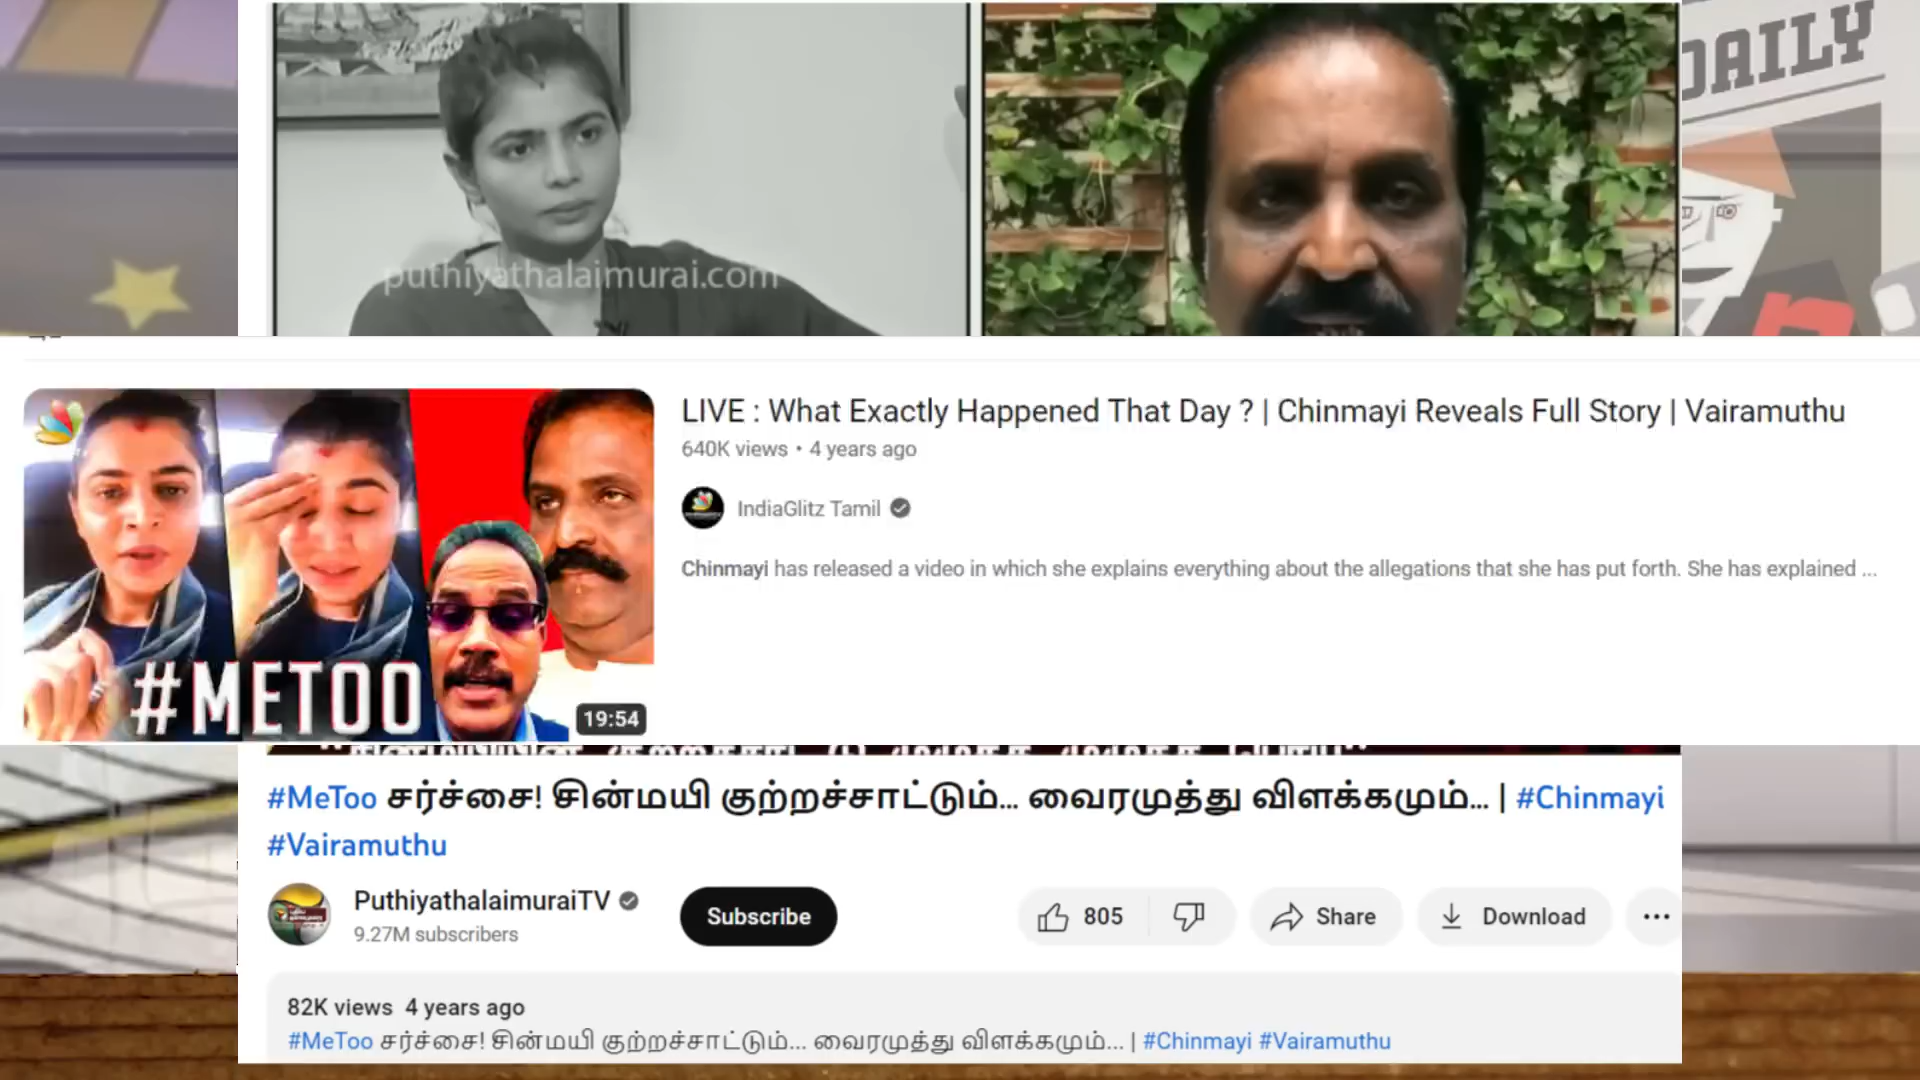 DAILY
puthiyathalaimurai.com
LIVE : What Exactly Happened That Day ? | Chinmayi Reveals Full Story | Vairamuthu
640K views • 4 years ago
IndiaGlitz Tamil
Chinmayi has released a video in which she explains everything about the allegations that she has put forth. She has explained ...
#METOO
19:54
#MeToo சர்ச்சை! சின்மயி குற்றச்சாட்டும்... வைரமுத்து விளக்கமும்... | #Chinmayi
#Vairamuthu
PuthiyathalaimuraiTV
9.27M subscribers
Subscribe
805
Share
Download
82K views 4 years ago
#MeToo சர்ச்சை! சின்மயி குற்றச்சாட்டும்... வைரமுத்து விளக்கமும்... | #Chinmayi #Vairamuthu